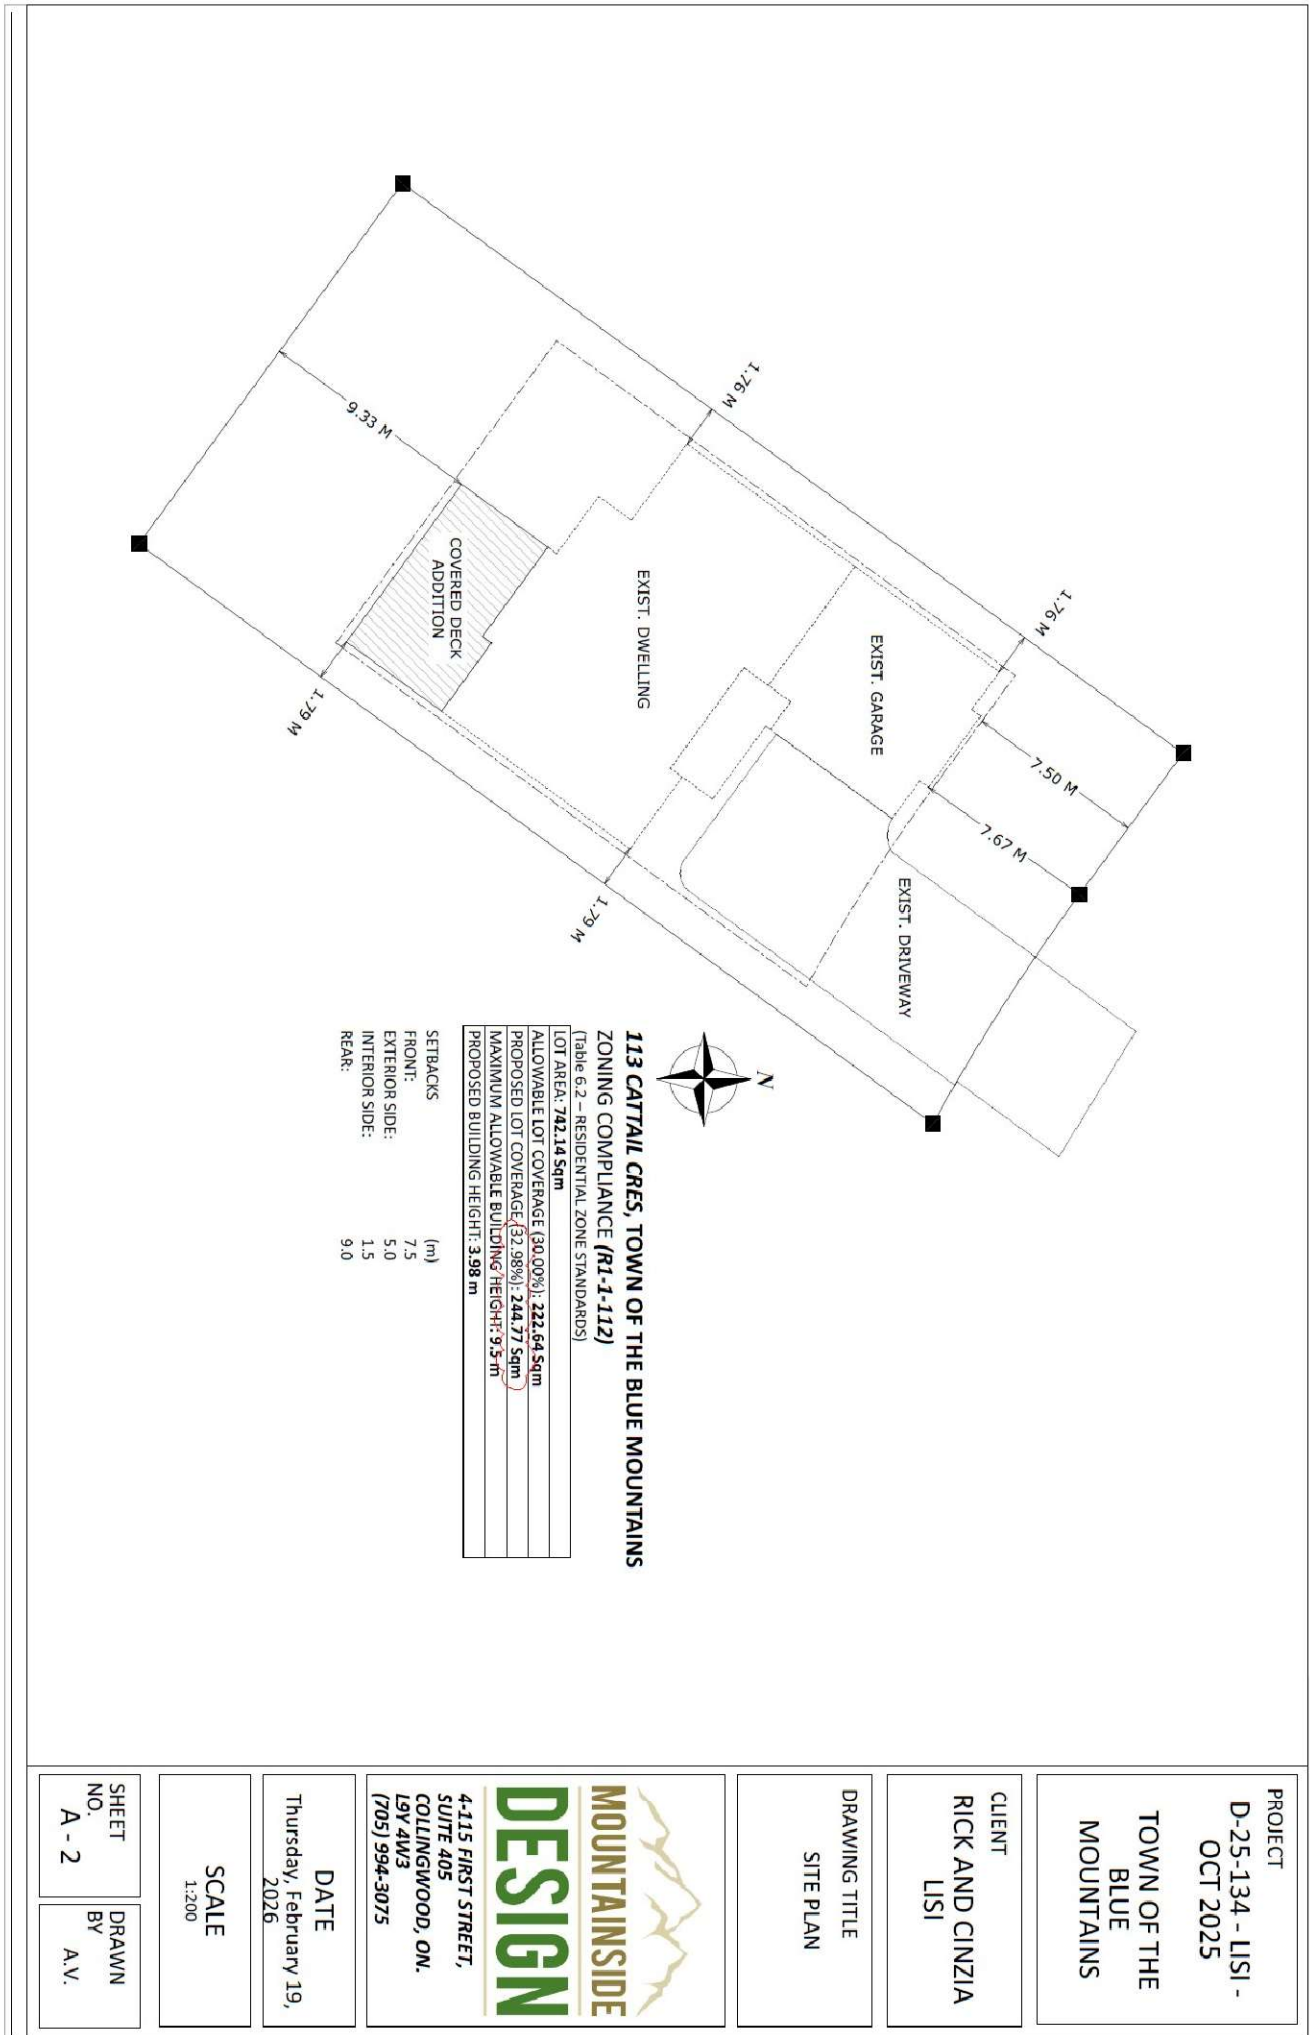 1.76 M
1.76 M
9.33 M
COVERED DECK
ADDITION
EXIST. DWELLING
EXIST. GARAGE
7.50 M
7.67 M
EXIST. DRIVEWAY
1.79 M
1.79 M
N
113 CATTAIL CRES, TOWN OF THE BLUE MOUNTAINS
ZONING COMPLIANCE (R1-1-112)
(Table 6.2 – RESIDENTIAL ZONE STANDARDS)
LOT AREA: 742.14 Sqm
ALLOWABLE LOT COVERAGE (30.00%): 222.64 Sqm
PROPOSED LOT COVERAGE (32.98%): 244.77 Sqm
MAXIMUM ALLOWABLE BUILDING HEIGHT: 9.5 m
PROPOSED BUILDING HEIGHT: 3.98 m
SETBACKS (m)
FRONT: 7.5
EXTERIOR SIDE: 5.0
INTERIOR SIDE: 1.5
REAR: 9.0
PROJECT
D-25-134 - LISI -
OCT 2025
TOWN OF THE
BLUE
MOUNTAINS
CLIENT
RICK AND CINZIA
LISI
DRAWING TITLE
SITE PLAN
MOUNTAINSIDE
DESIGN
4-115 FIRST STREET,
SUITE 405
COLLINGWOOD, ON.
L9Y 4W3
(705) 994-3075
DATE
Thursday, February 19,
2026
SCALE
1:200
SHEET
NO.
A - 2
DRAWN
BY
A.V.